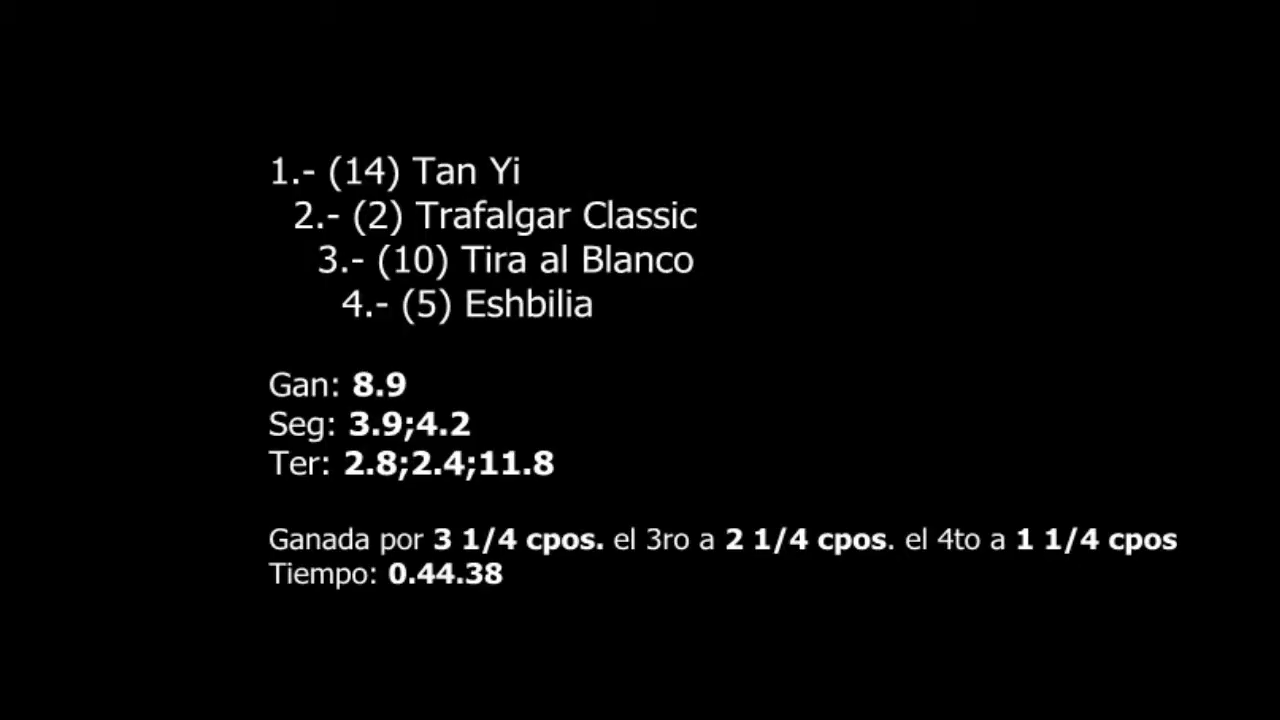 1.- (14) Tan Yi
2.- (2) Trafalgar Classic
3.- (10) Tira al Blanco
4.- (5) Eshbilia
Gan: 8.9
Seg: 3.9;4.2
Ter: 2.8;2.4;11.8
Ganada por 3 1/4 cpos. el 3ro a 2 1/4 cpos. el 4to a 1 1/4 cpos
Tiempo: 0.44.38